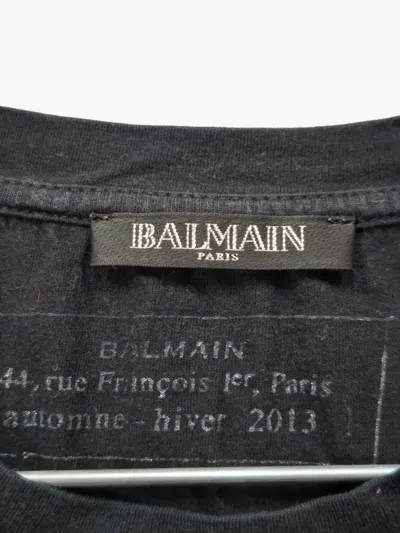 BALMAIN
PARIS
BALMAIN
44, rue François 1er, Paris
automne - hiver 2013